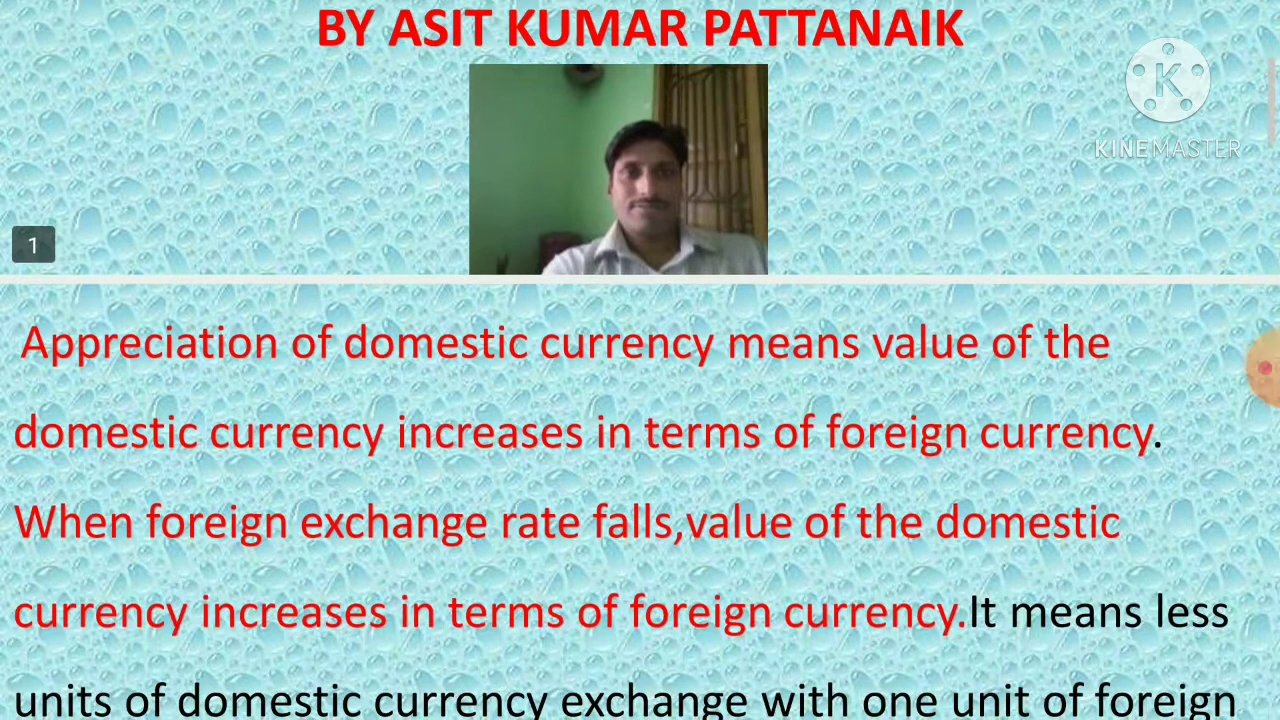 BY ASIT KUMAR PATTANAIK
K
KINEMASTER
1
Appreciation of domestic currency means value of the
domestic currency increases in terms of foreign currency.
When foreign exchange rate falls,value of the domestic
currency increases in terms of foreign currency.It means less
units of domestic currency exchange with one unit of foreign